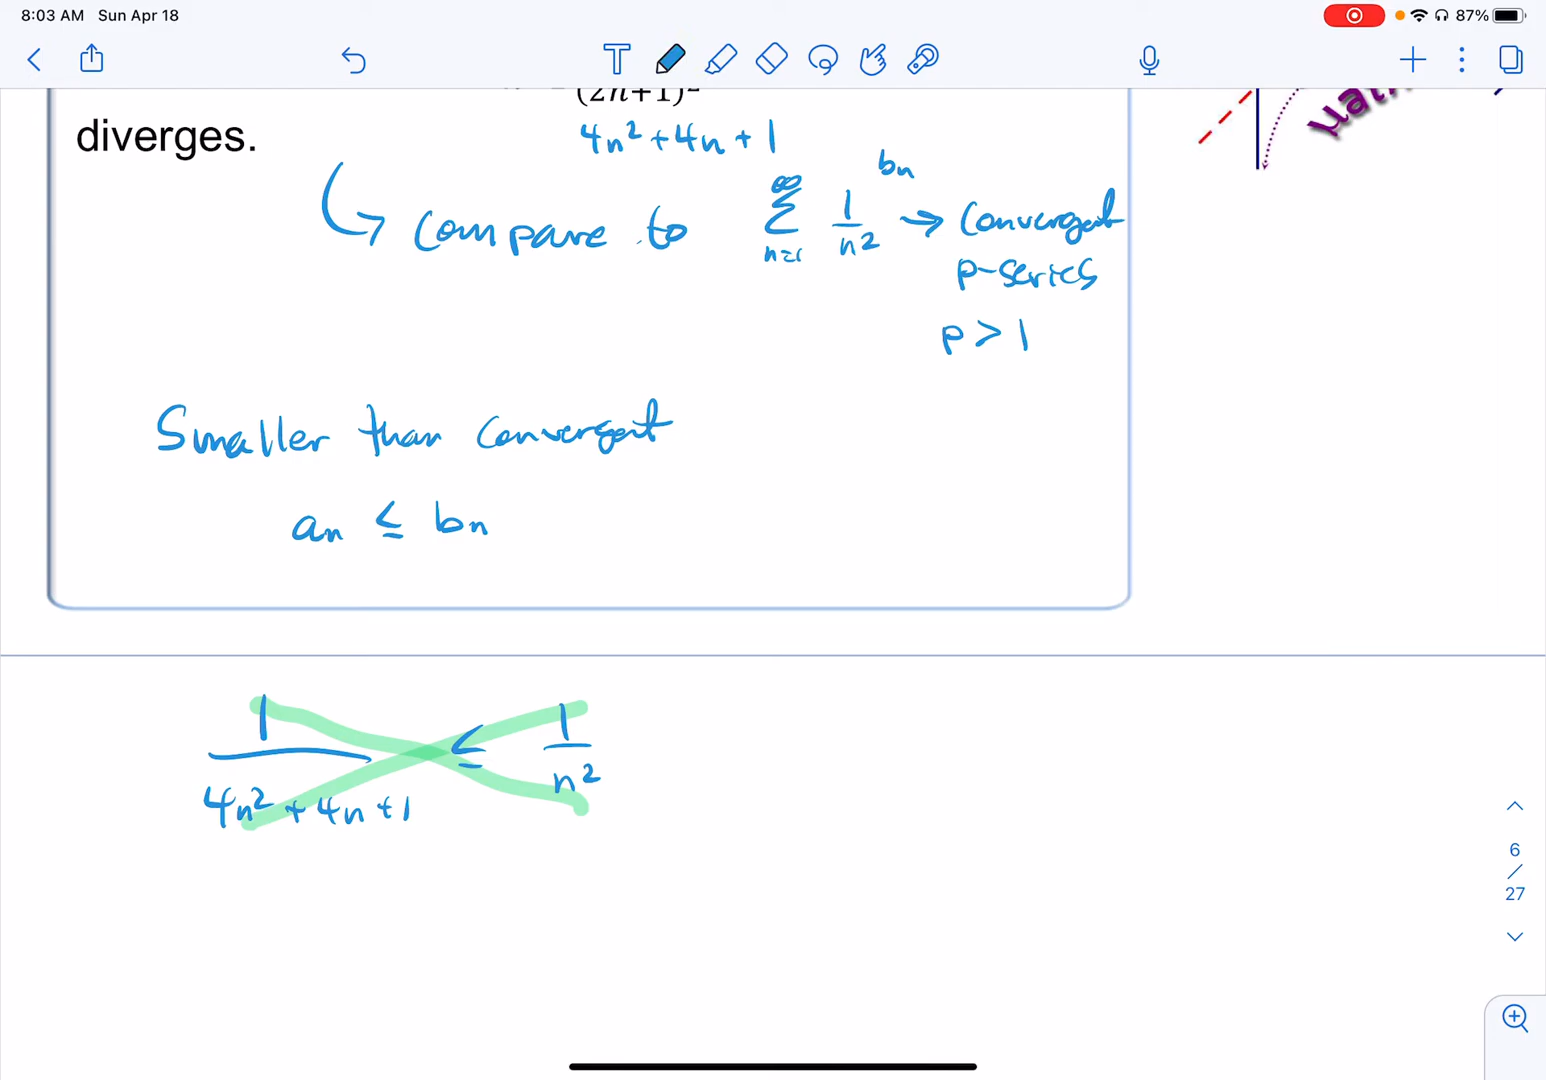 8:03 AM Sun Apr 18
87%
(2n+1)²
diverges.
4n² + 4n + 1
bn
↳ Compare to ∞ Σ n=1 1/n² → Convergent
p-series
p > 1
Smaller than convergent
an ≤ bn
1/(4n² + 4n + 1) ≤ 1/n²
6
/
27